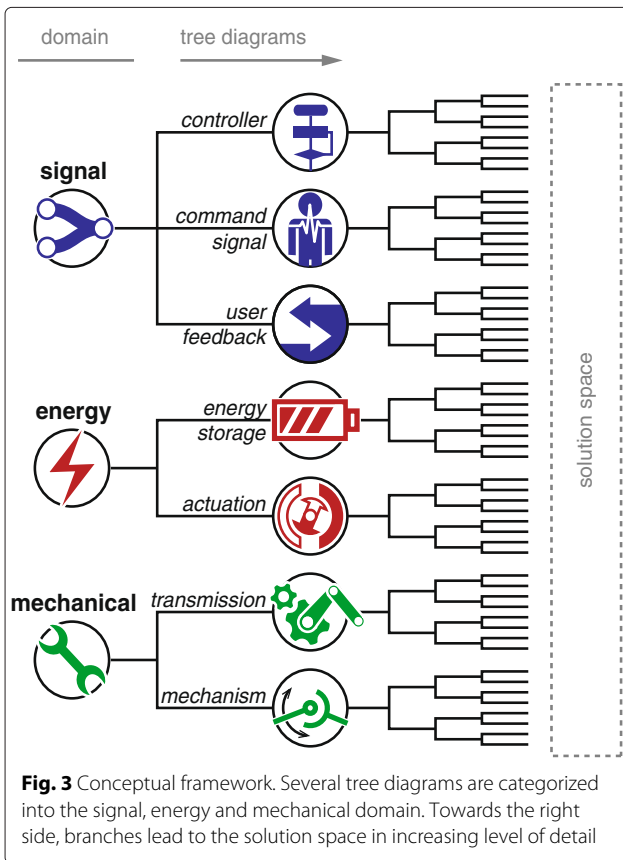 domain
tree diagrams
controller
signal
command
signal
user
feedback
energy
energy
storage
actuation
mechanical
transmission
mechanism
solution space
Fig. 3 Conceptual framework. Several tree diagrams are categorized
into the signal, energy and mechanical domain. Towards the right
side, branches lead to the solution space in increasing level of detail